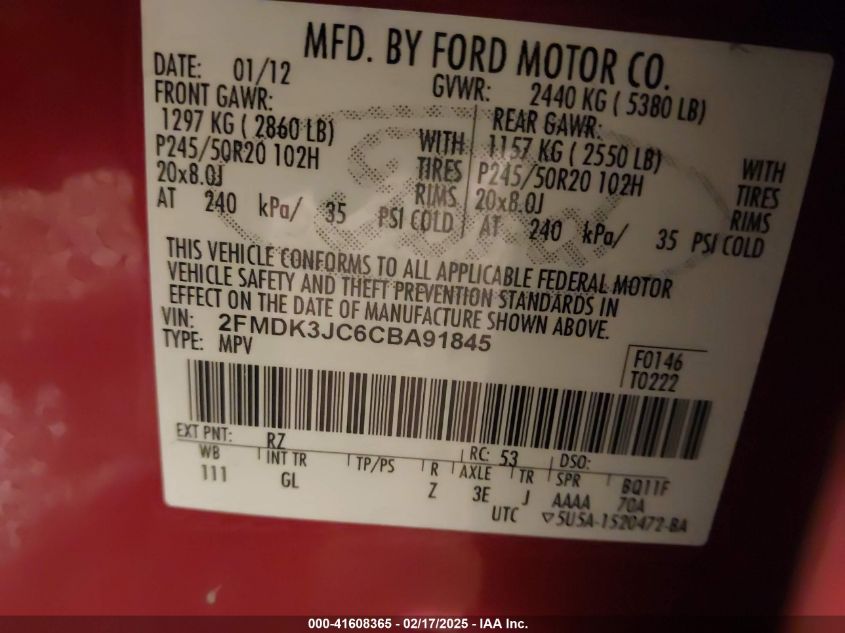 MFD. BY FORD MOTOR CO.
DATE: 01/12 GVWR: 2440 KG ( 5380 LB)
FRONT GAWR: REAR GAWR:
1297 KG ( 2860 LB) WITH 1157 KG ( 2550 LB) WITH
P245/50R20 102H TIRES P245/50R20 102H TIRES
20x8.0J RIMS 20x8.0J RIMS
AT 240 kPa/ 35 PSI COLD AT 240 kPa/ 35 PSI COLD
THIS VEHICLE CONFORMS TO ALL APPLICABLE FEDERAL MOTOR
VEHICLE SAFETY AND THEFT PREVENTION STANDARDS IN
EFFECT ON THE DATE OF MANUFACTURE SHOWN ABOVE.
VIN: 2FMDK3JC6CBA91845
TYPE: MPV
F0146
T0222
EXT PNT: RZ RC: 53 DSO:
WB INT TR TP/PS R AXLE TR SPR BQ11F
111 GL Z 3E J AAAA 70A
UTC ▽5U5A-1520472-BA
Ford
000-41608365 - 02/17/2025 - IAA Inc.